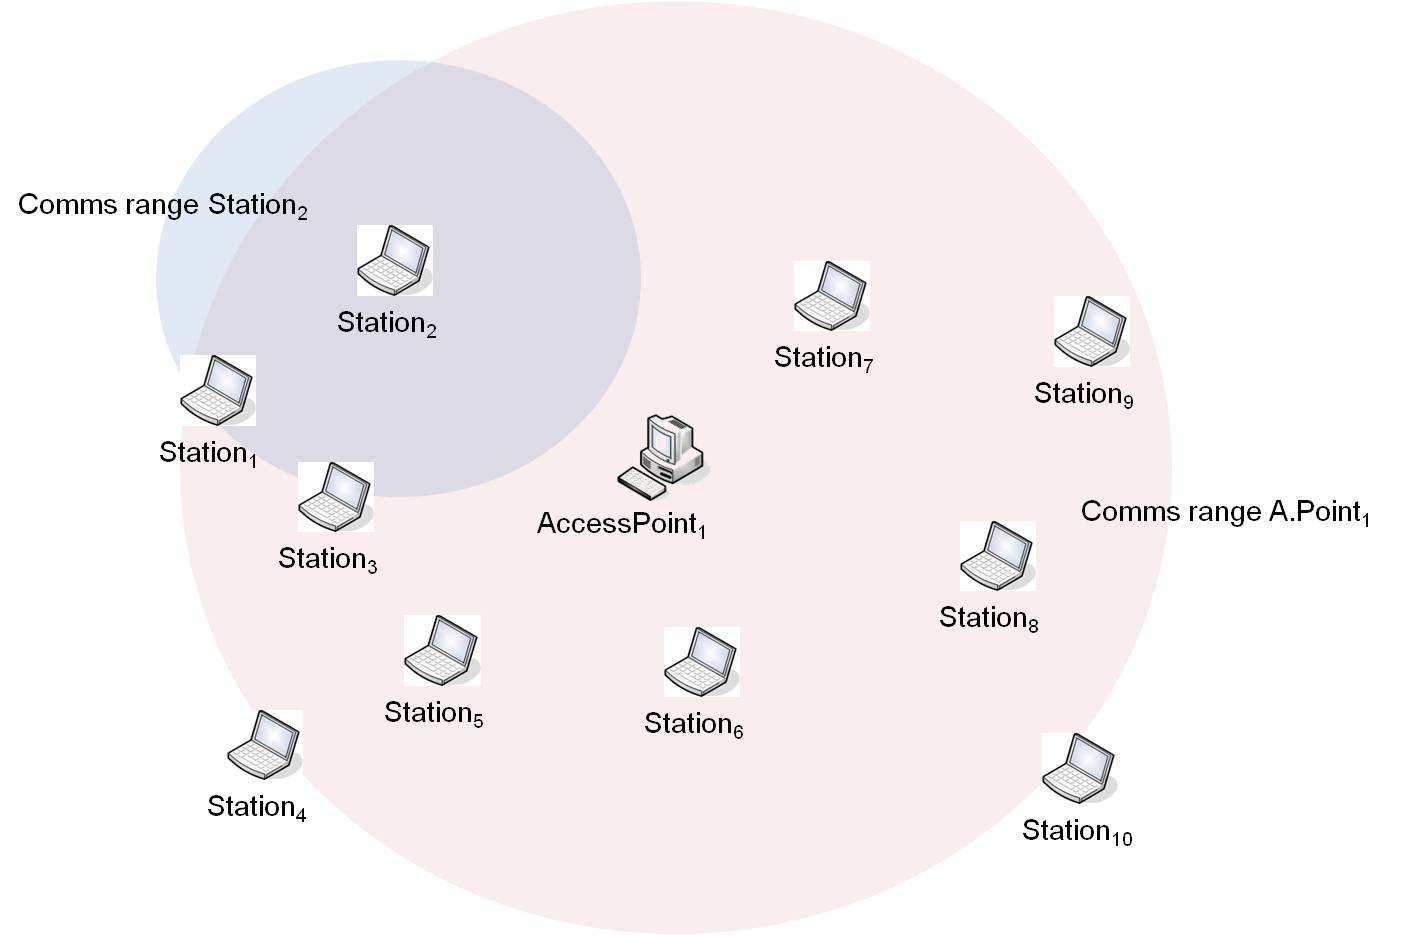 Comms range Station₂
Station₂
Station₇
Station₉
Station₁
Comms range A.Point₁
AccessPoint₁
Station₃
Station₈
Station₅
Station₆
Station₄
Station₁₀